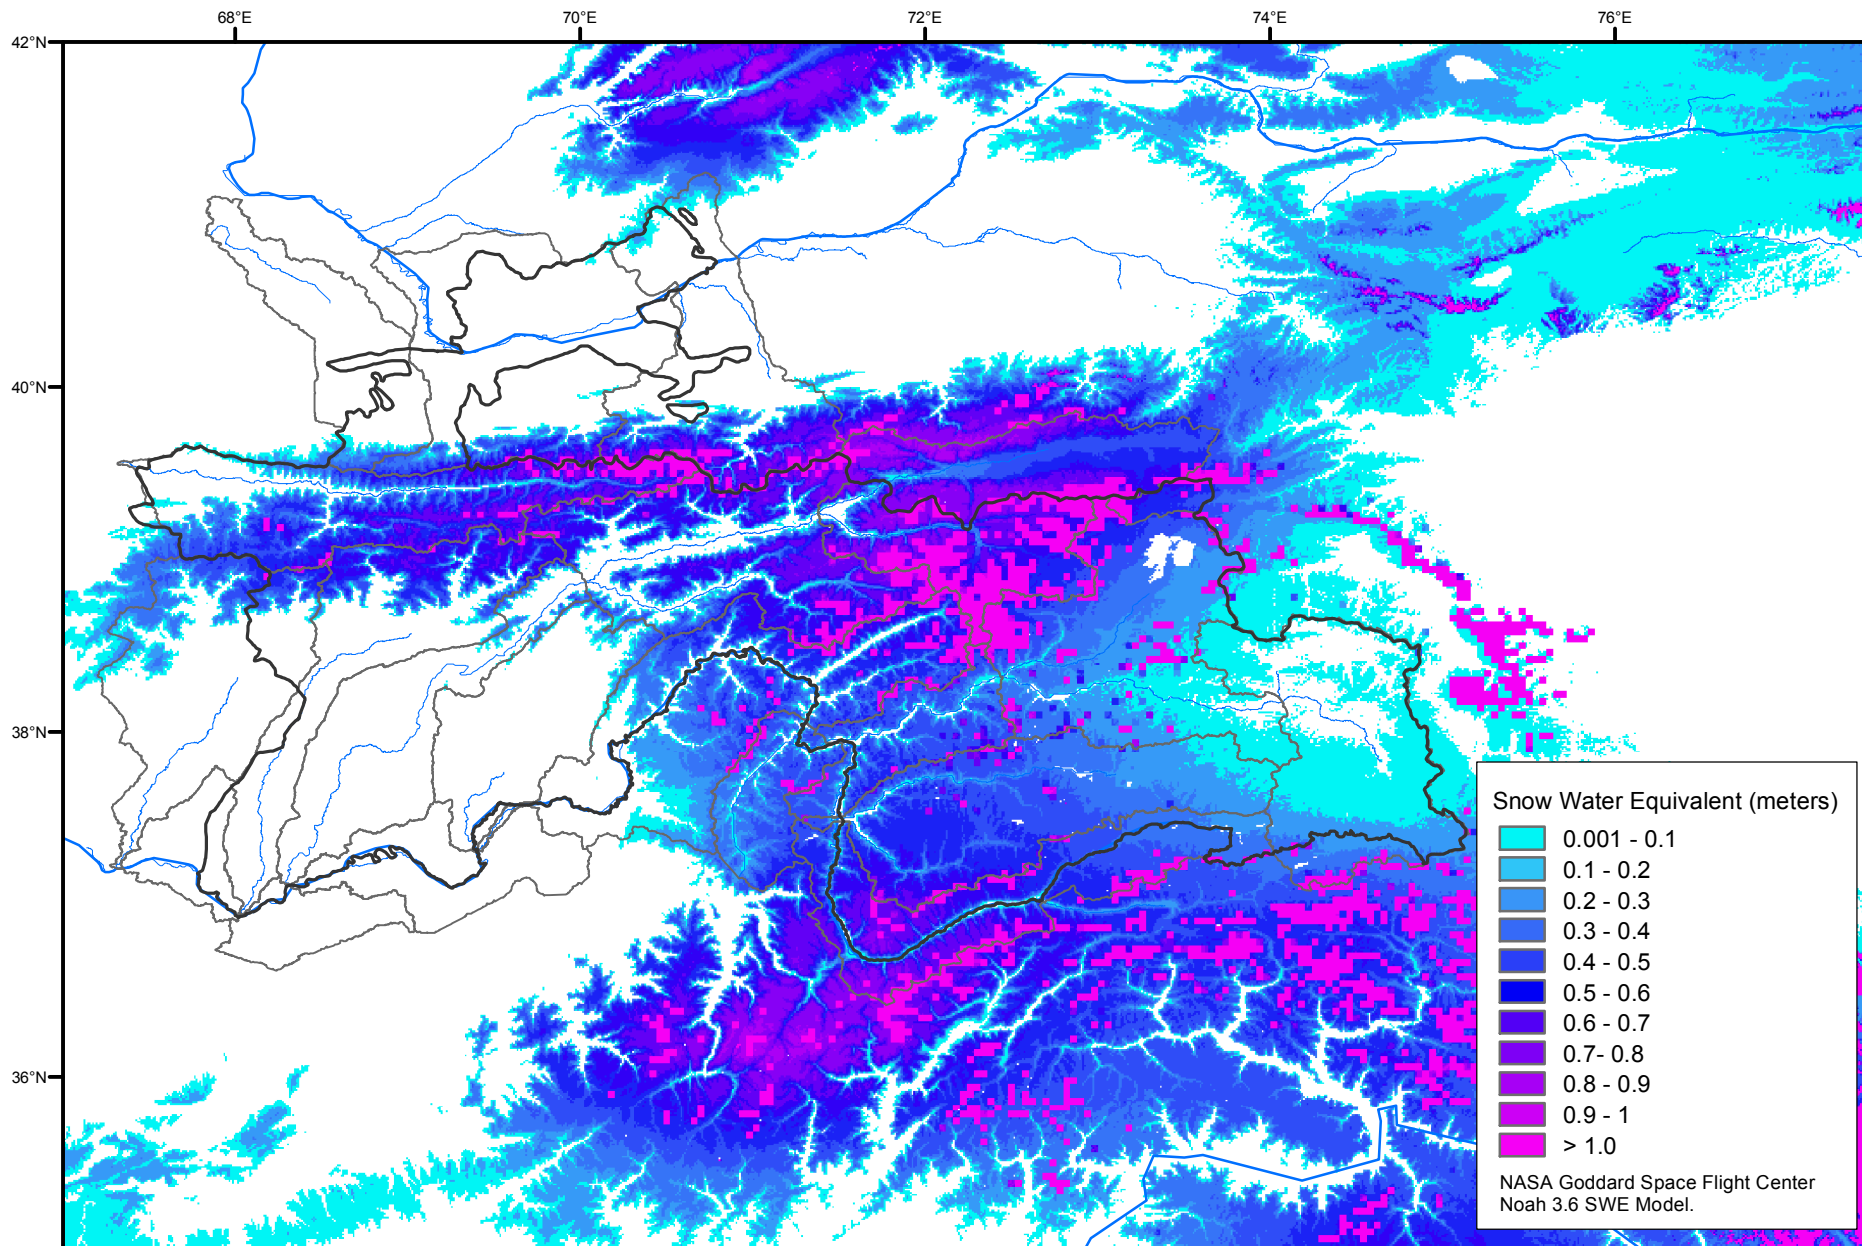 68°E
70°E
72°E
74°E
76°E
42°N
40°N
38°N
36°N
Snow Water Equivalent (meters)
0.001 - 0.1
0.1 - 0.2
0.2 - 0.3
0.3 - 0.4
0.4 - 0.5
0.5 - 0.6
0.6 - 0.7
0.7- 0.8
0.8 - 0.9
0.9 - 1
> 1.0
NASA Goddard Space Flight Center
Noah 3.6 SWE Model.